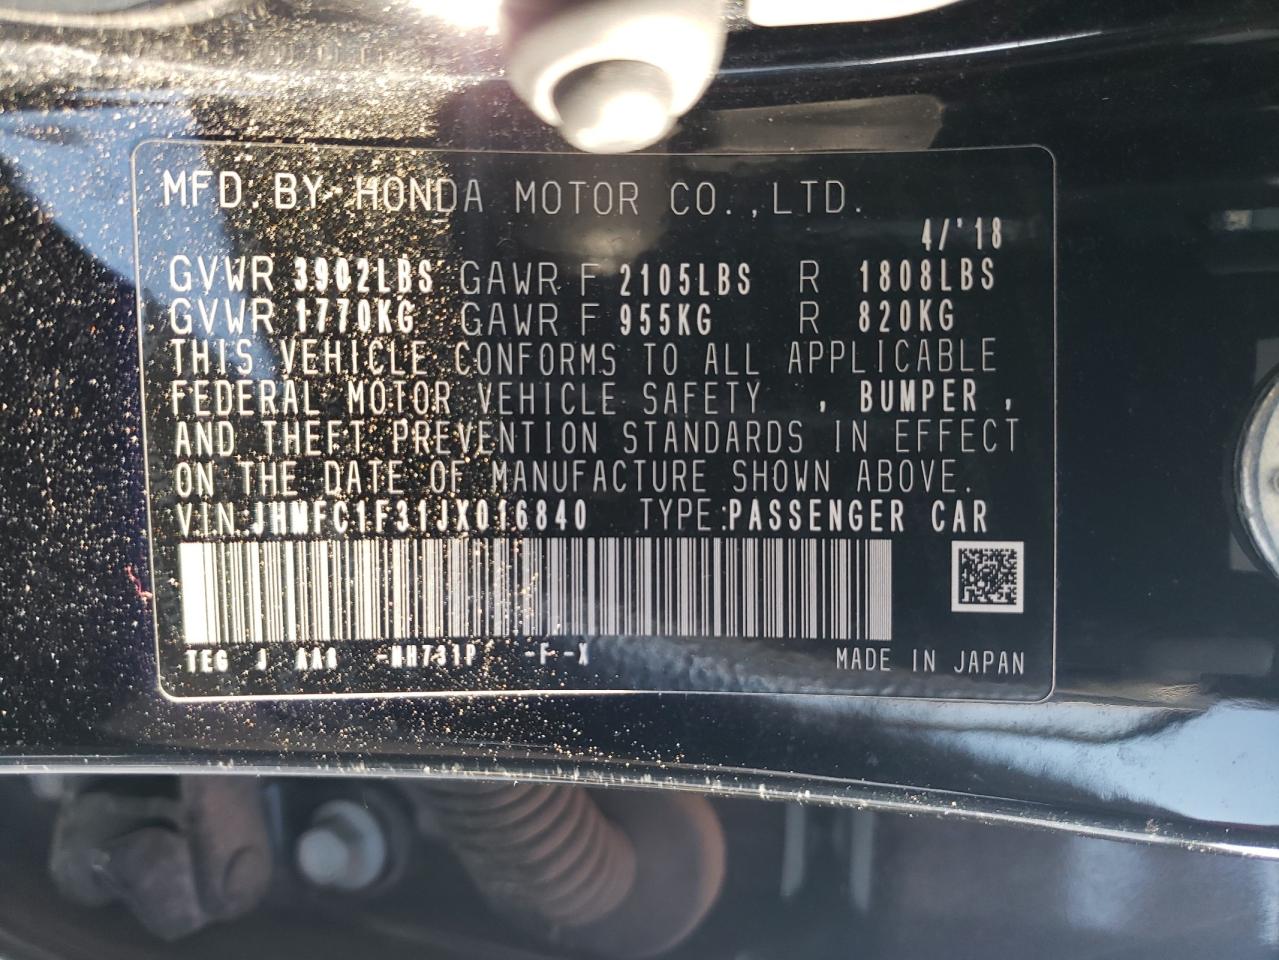 MFD. BY HONDA MOTOR CO.,LTD.
4/'18
GVWR 3902LBS GAWR F 2105LBS R 1808LBS
GVWR 1770KG GAWR F 955KG R 820KG
THIS VEHICLE CONFORMS TO ALL APPLICABLE
FEDERAL MOTOR VEHICLE SAFETY , BUMPER ,
AND THEFT PREVENTION STANDARDS IN EFFECT
ON THE DATE OF MANUFACTURE SHOWN ABOVE.
VIN:JHMFC1F31JX016840 TYPE:PASSENGER CAR
TEG J AA8 -NH731P -F-X MADE IN JAPAN